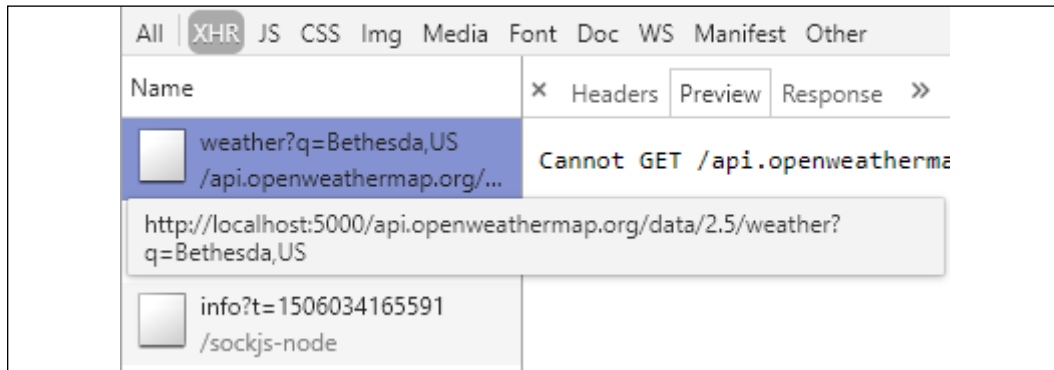 All XHR JS CSS Img Media Font Doc WS Manifest Other
Name
× Headers Preview Response »
weather?q=Bethesda,US
/api.openweathermap.org/...
Cannot GET /api.openweatherma
http://localhost:5000/api.openweathermap.org/data/2.5/weather?
q=Bethesda,US
info?t=1506034165591
/sockjs-node